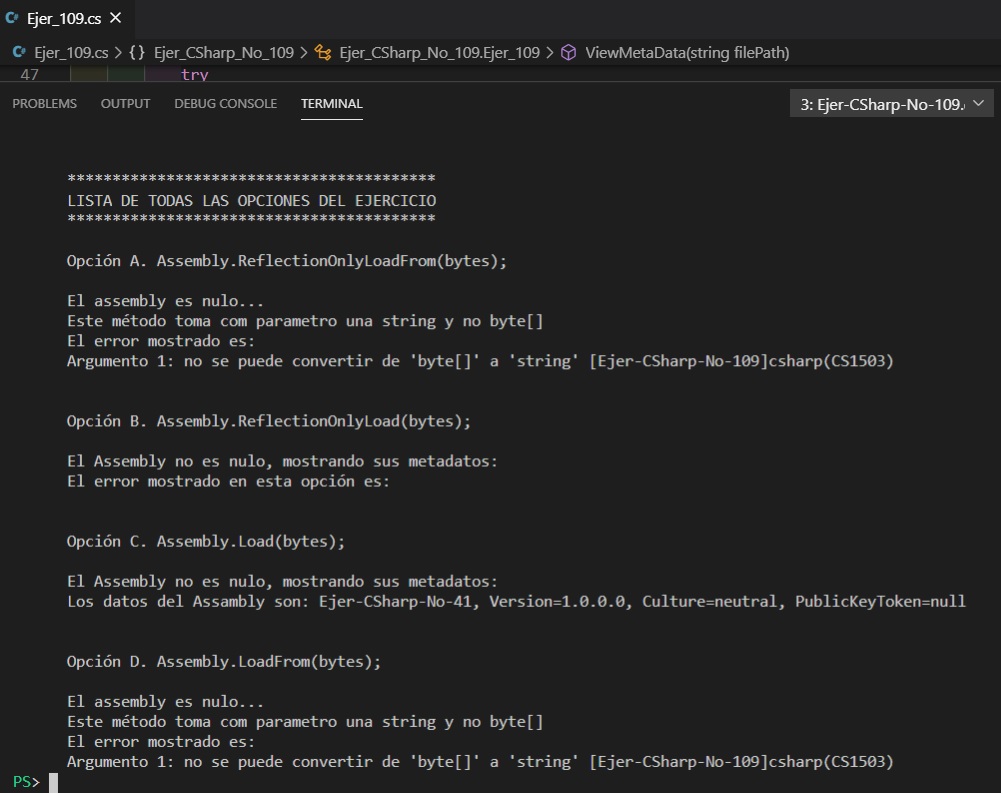 Ejer_109.cs
Ejer_109.cs > {} Ejer_CSharp_No_109 > Ejer_CSharp_No_109.Ejer_109 > ViewMetaData(string filePath)
47 try
PROBLEMS OUTPUT DEBUG CONSOLE TERMINAL 3: Ejer-CSharp-No-109.
*****************************************
LISTA DE TODAS LAS OPCIONES DEL EJERCICIO
*****************************************
Opción A. Assembly.ReflectionOnlyLoadFrom(bytes);
El assembly es nulo...
Este método toma com parametro una string y no byte[]
El error mostrado es:
Argumento 1: no se puede convertir de 'byte[]' a 'string' [Ejer-CSharp-No-109]csharp(CS1503)
Opción B. Assembly.ReflectionOnlyLoad(bytes);
El Assembly no es nulo, mostrando sus metadatos:
El error mostrado en esta opción es:
Opción C. Assembly.Load(bytes);
El Assembly no es nulo, mostrando sus metadatos:
Los datos del Assambly son: Ejer-CSharp-No-41, Version=1.0.0.0, Culture=neutral, PublicKeyToken=null
Opción D. Assembly.LoadFrom(bytes);
El assembly es nulo...
Este método toma com parametro una string y no byte[]
El error mostrado es:
Argumento 1: no se puede convertir de 'byte[]' a 'string' [Ejer-CSharp-No-109]csharp(CS1503)
PS>